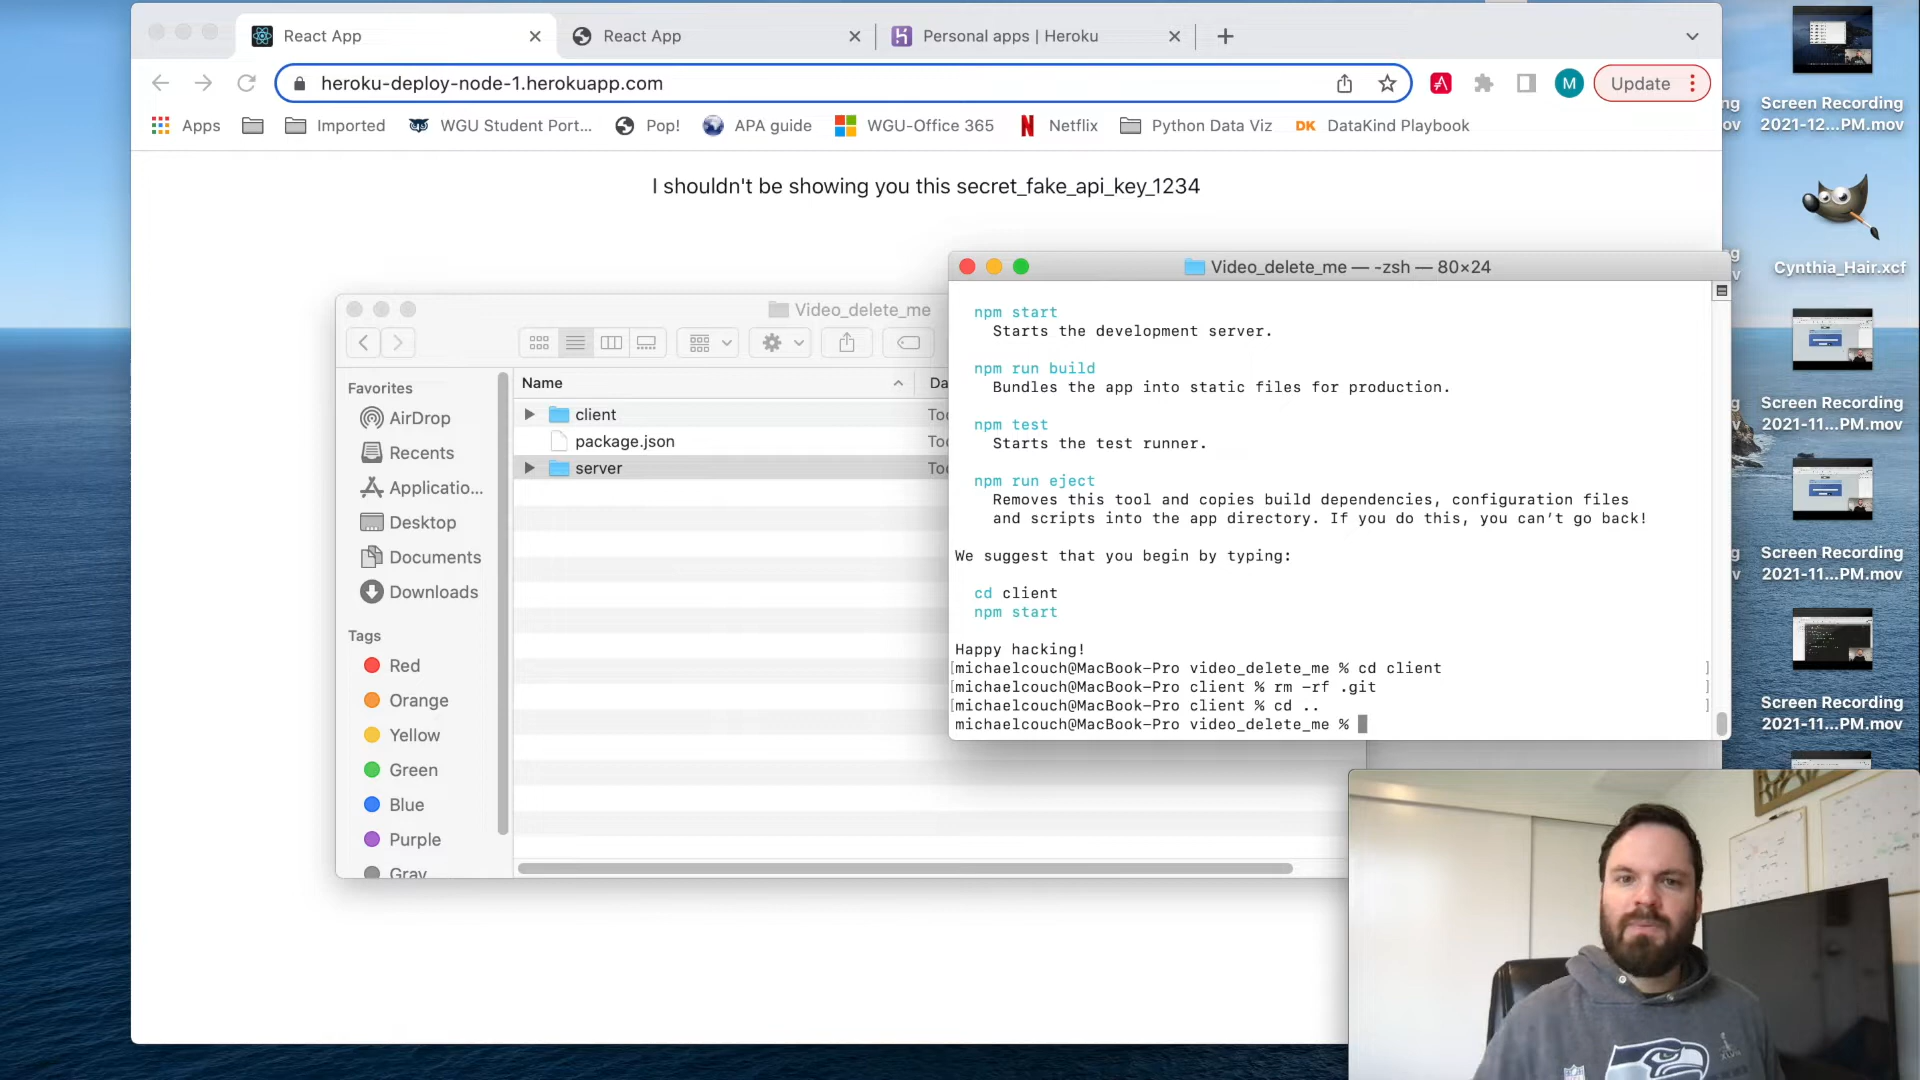 React App
React App
Personal apps | Heroku
heroku-deploy-node-1.herokuapp.com
M
Update
Apps
Imported
WGU Student Port...
Pop!
APA guide
WGU-Office 365
Netflix
Python Data Viz
DK DataKind Playbook
I shouldn't be showing you this secret_fake_api_key_1234
Video_delete_me
Favorites
AirDrop
Recents
Applicatio...
Desktop
Documents
Downloads
Tags
Red
Orange
Yellow
Green
Blue
Purple
Gray
Name
client
package.json
server
Video_delete_me — -zsh — 80×24
npm start
Starts the development server.
npm run build
Bundles the app into static files for production.
npm test
Starts the test runner.
npm run eject
Removes this tool and copies build dependencies, configuration files
and scripts into the app directory. If you do this, you can’t go back!
We suggest that you begin by typing:
cd client
npm start
Happy hacking!
[michaelcouch@MacBook-Pro video_delete_me % cd client ]
[michaelcouch@MacBook-Pro client % rm -rf .git ]
[michaelcouch@MacBook-Pro client % cd .. ]
michaelcouch@MacBook-Pro video_delete_me %
Screen Recording
2021-12...PM.mov
Cynthia_Hair.xcf
Screen Recording
2021-11...PM.mov
Screen Recording
2021-11...PM.mov
Screen Recording
2021-11...PM.mov